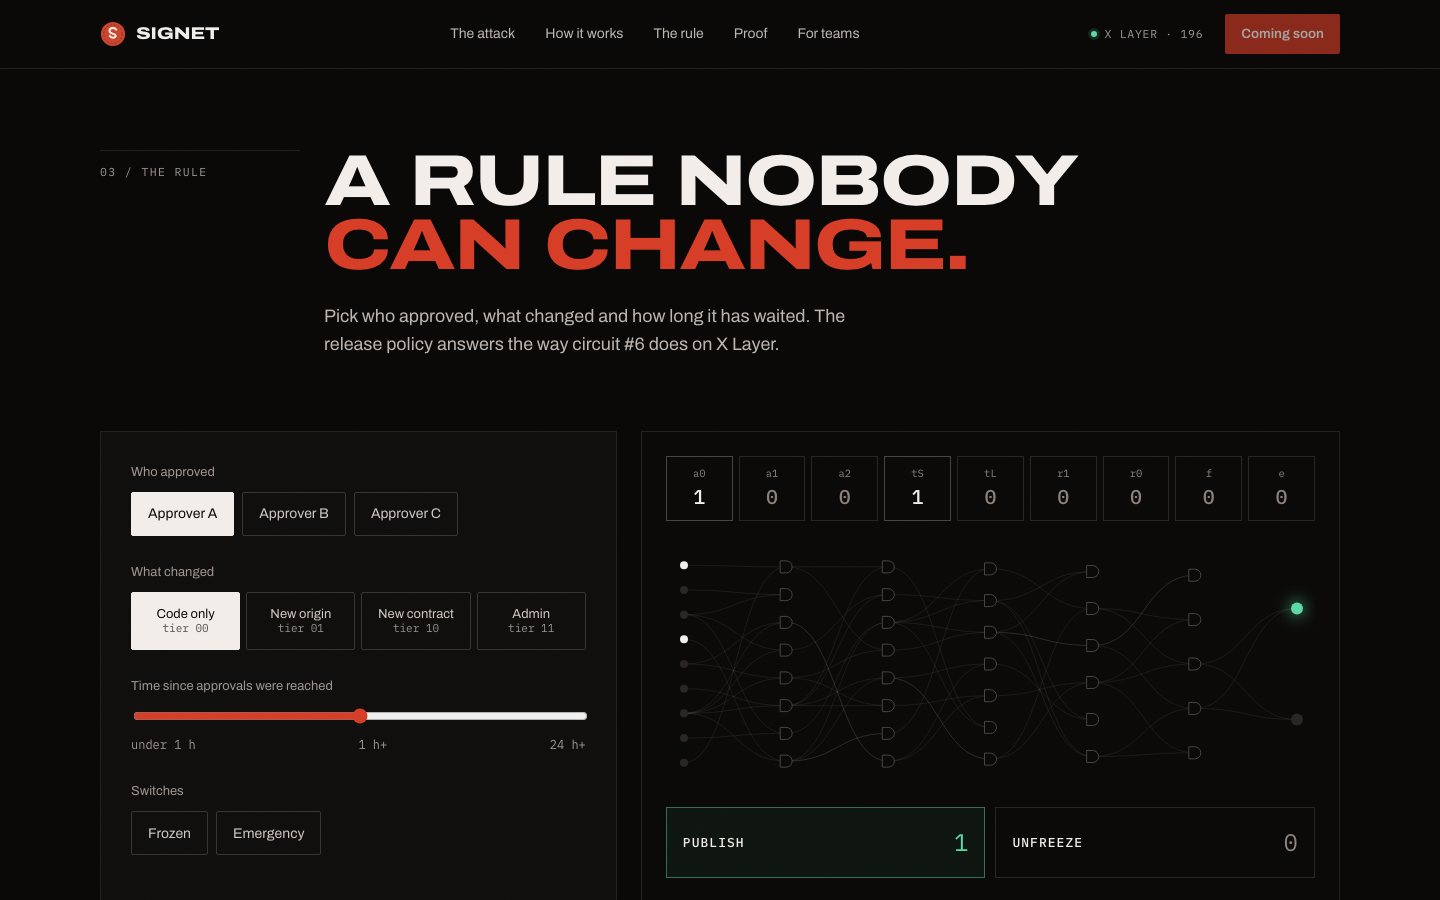 S SIGNET
The attack How it works The rule Proof For teams
X LAYER · 196
Coming soon
03 / THE RULE
A RULE NOBODY
CAN CHANGE.
Pick who approved, what changed and how long it has waited. The
release policy answers the way circuit #6 does on X Layer.
Who approved
Approver A Approver B Approver C
What changed
Code only New origin New contract Admin
tier 00 tier 01 tier 10 tier 11
Time since approvals were reached
under 1 h 1 h+ 24 h+
Switches
Frozen Emergency
a0 a1 a2 tS tL r1 r0 f e
1 0 0 1 0 0 0 0 0
PUBLISH 1 UNFREEZE 0